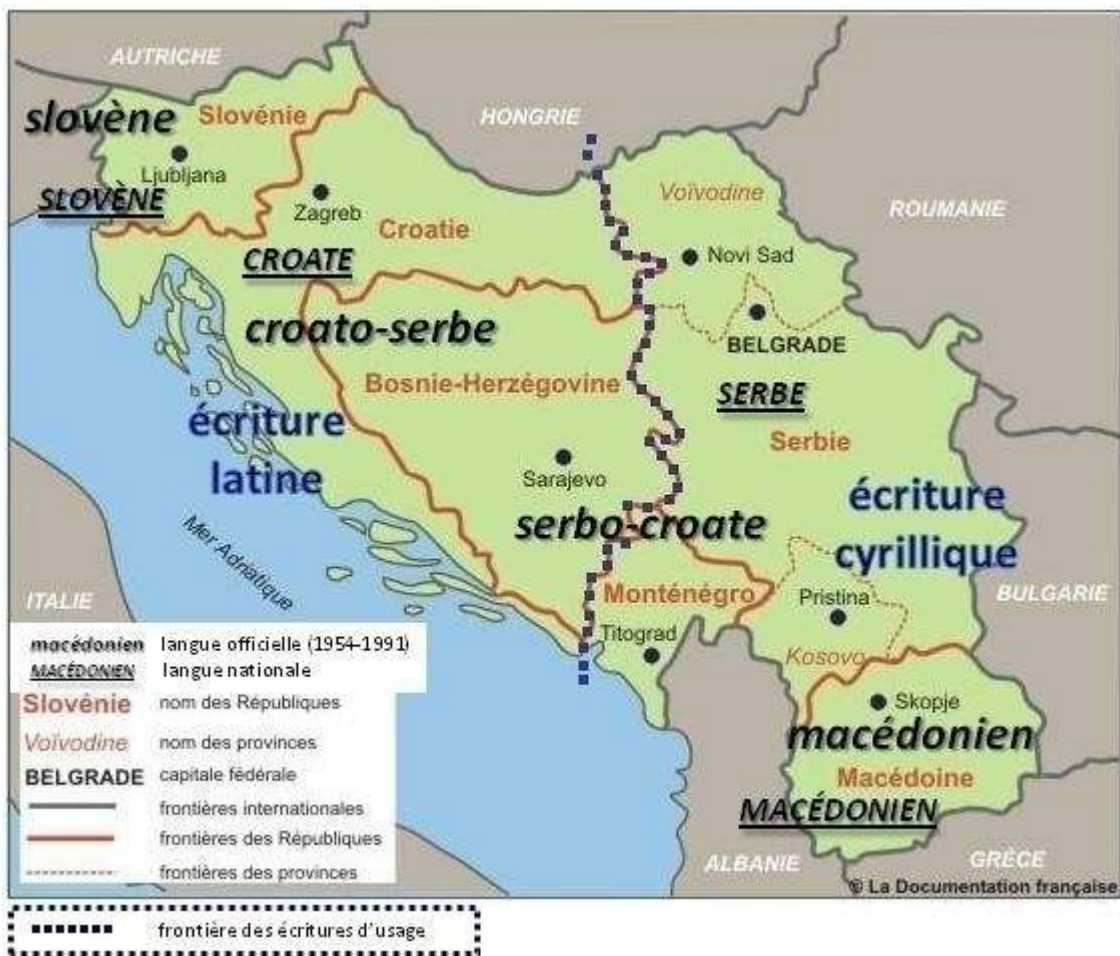 AUTRICHE
HONGRIE
ROUMANIE
slovène
Slovénie
Ljubljana
SLOVÈNE
Zagreb
Croatie
CROATE
Voïvodine
Novi Sad
BELGRADE
croato-serbe
Bosnie-Herzégovine
SERBE
Serbie
écriture
latine
Sarajevo
serbo-croate
écriture
cyrillique
Mer Adriatique
ITALIE
BULGARIE
Monténégro
Pristina
Titograd
Kosovo
Skopje
macédonien
Macédoine
MACÉDONIEN
ALBANIE
GRÈCE
© La Documentation française
macédonien langue officielle (1954-1991)
MACÉDONIEN langue nationale
Slovénie nom des Républiques
Voïvodine nom des provinces
BELGRADE capitale fédérale
frontières internationales
frontières des Républiques
frontières des provinces
frontière des écritures d'usage